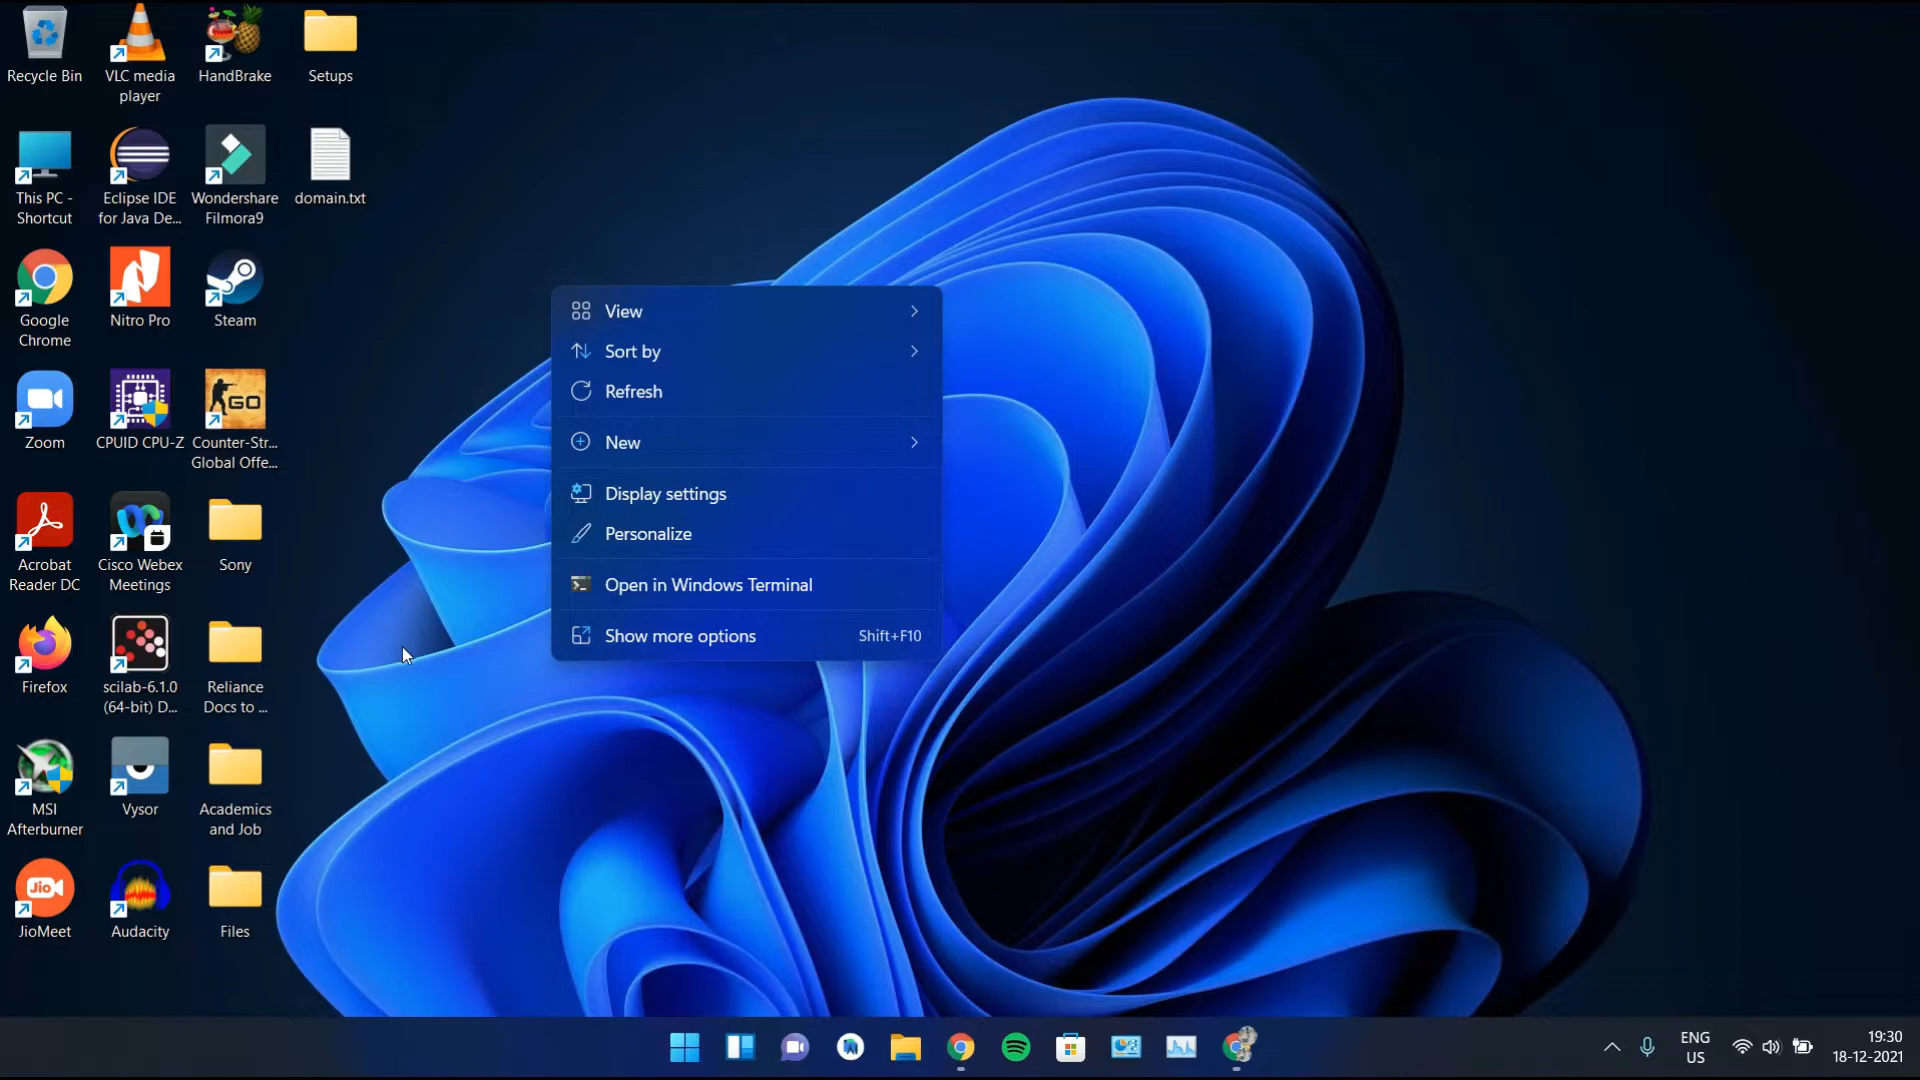 Recycle Bin
VLC media
player
HandBrake
Setups
This PC -
Shortcut
Eclipse IDE
for Java De...
Wondershare
Filmora9
domain.txt
Google
Chrome
Nitro Pro
Steam
Zoom
CPUID CPU-Z
GO
Counter-Str...
Global Offe...
Acrobat
Reader DC
Cisco Webex
Meetings
Sony
Firefox
scilab-6.1.0
(64-bit) D...
Reliance
Docs to ...
MSI
Afterburner
Vysor
Academics
and Job
Jio
JioMeet
Audacity
Files
View
Sort by
Refresh
New
Display settings
Personalize
Open in Windows Terminal
Show more options Shift+F10
ENG
US
19:30
18-12-2021